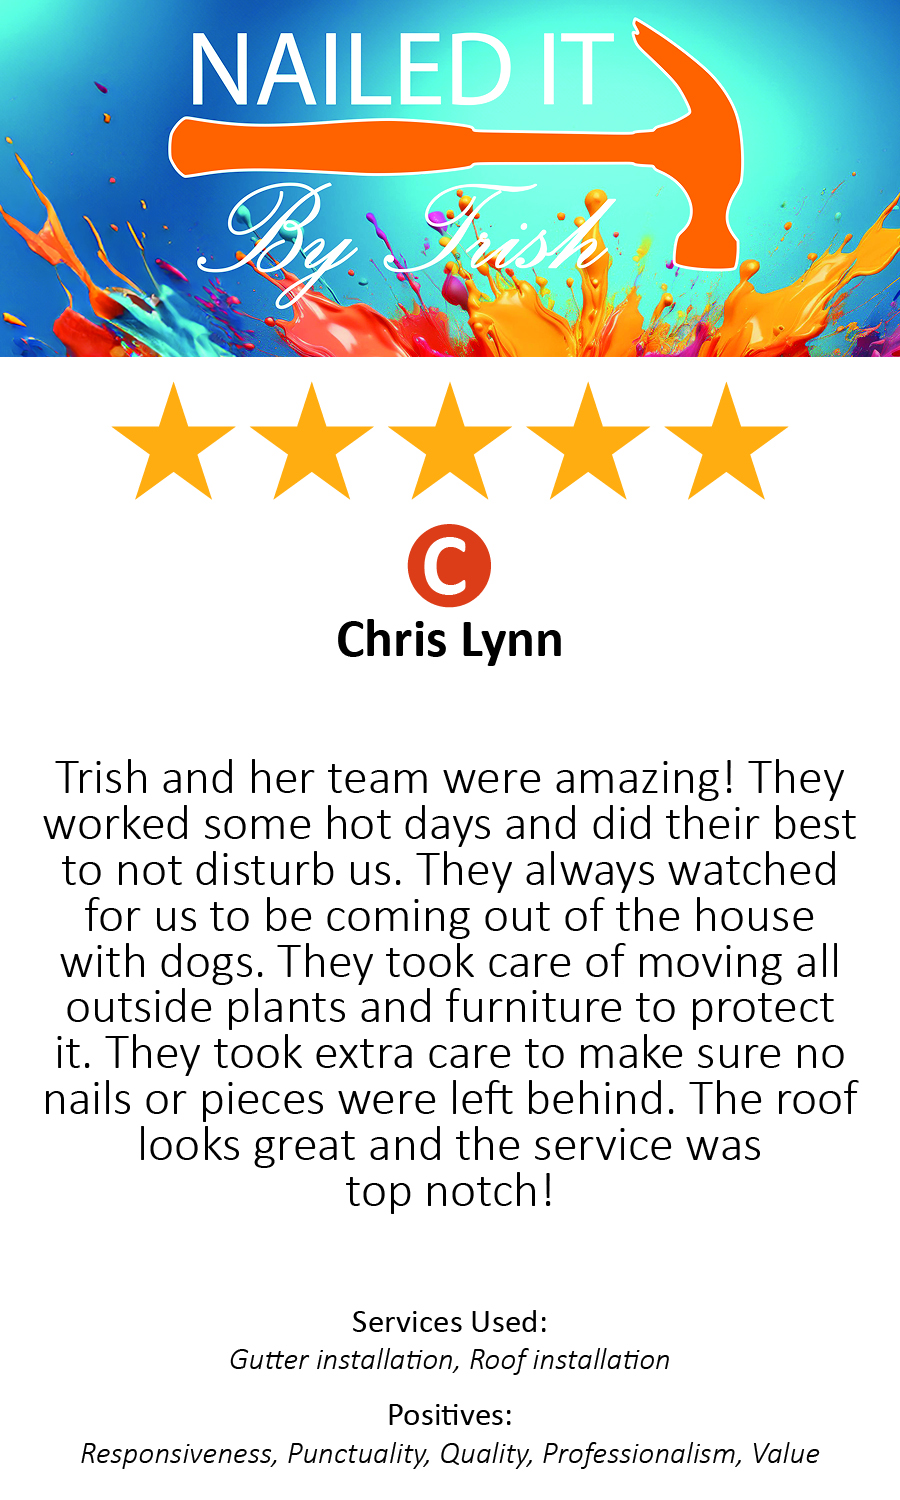 NAILED IT
By Trish
C
Chris Lynn
Trish and her team were amazing! They
worked some hot days and did their best
to not disturb us. They always watched
for us to be coming out of the house
with dogs. They took care of moving all
outside plants and furniture to protect
it. They took extra care to make sure no
nails or pieces were left behind. The roof
looks great and the service was
top notch!
Services Used:
Gutter installation, Roof installation
Positives:
Responsiveness, Punctuality, Quality, Professionalism, Value